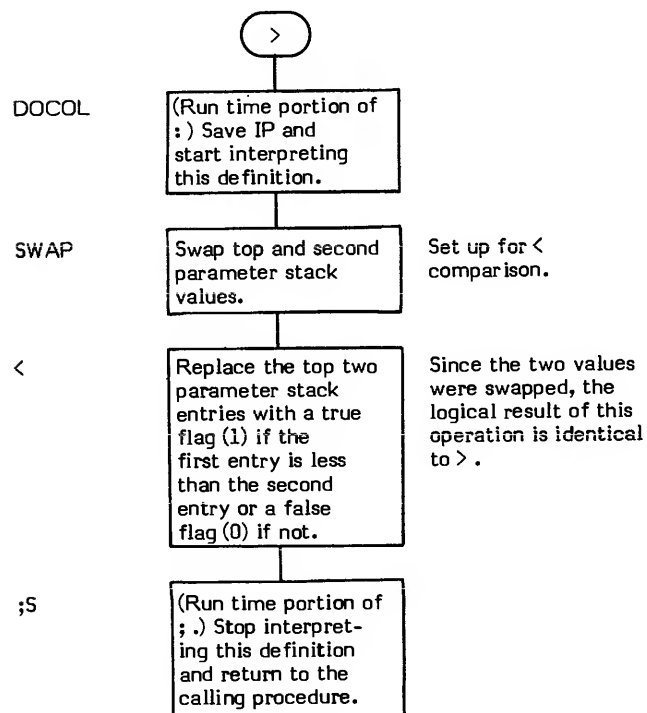 >
DOCOL
(Run time portion of
: ) Save IP and
start interpreting
this definition.
SWAP
Swap top and second
parameter stack
values.
Set up for <
comparison.
<
Replace the top two
parameter stack
entries with a true
flag (1) if the
first entry is less
than the second
entry or a false
flag (0) if not.
Since the two values
were swapped, the
logical result of this
operation is identical
to > .
;S
(Run time portion of
; .) Stop interpret-
ing this definition
and return to the
calling procedure.